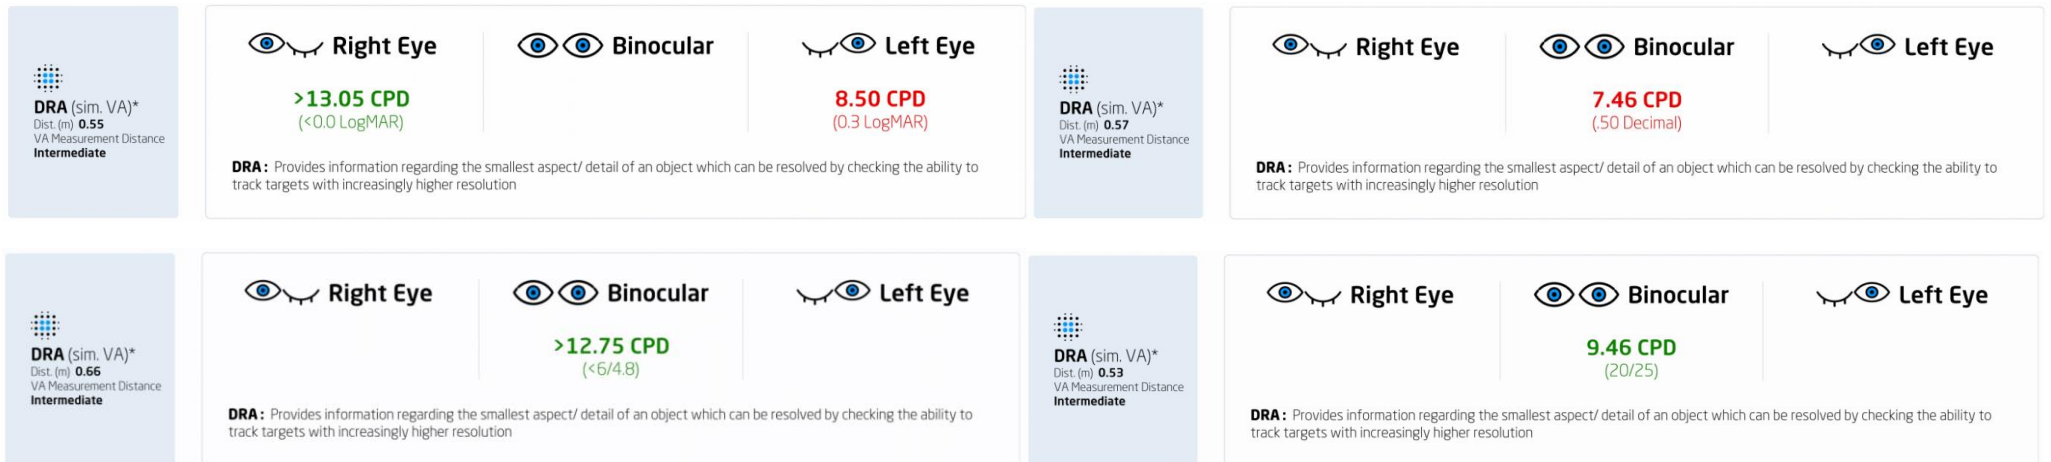 DRA (sim. VA)*
Dist. (m) 0.55
VA Measurement Distance
Intermediate
Right Eye
>13.05 CPD
(<0.0 LogMAR)
Binocular
Left Eye
8.50 CPD
(0.3 LogMAR)
DRA : Provides information regarding the smallest aspect/ detail of an object which can be resolved by checking the ability to
track targets with increasingly higher resolution
DRA (sim. VA)*
Dist. (m) 0.57
VA Measurement Distance
Intermediate
Right Eye
Binocular
7.46 CPD
(.50 Decimal)
Left Eye
DRA : Provides information regarding the smallest aspect/ detail of an object which can be resolved by checking the ability to
track targets with increasingly higher resolution
DRA (sim. VA)*
Dist. (m) 0.66
VA Measurement Distance
Intermediate
Right Eye
Binocular
>12.75 CPD
(<6/4.8)
Left Eye
DRA : Provides information regarding the smallest aspect/ detail of an object which can be resolved by checking the ability to
track targets with increasingly higher resolution
DRA (sim. VA)*
Dist. (m) 0.53
VA Measurement Distance
Intermediate
Right Eye
Binocular
9.46 CPD
(20/25)
Left Eye
DRA : Provides information regarding the smallest aspect/ detail of an object which can be resolved by checking the ability to
track targets with increasingly higher resolution